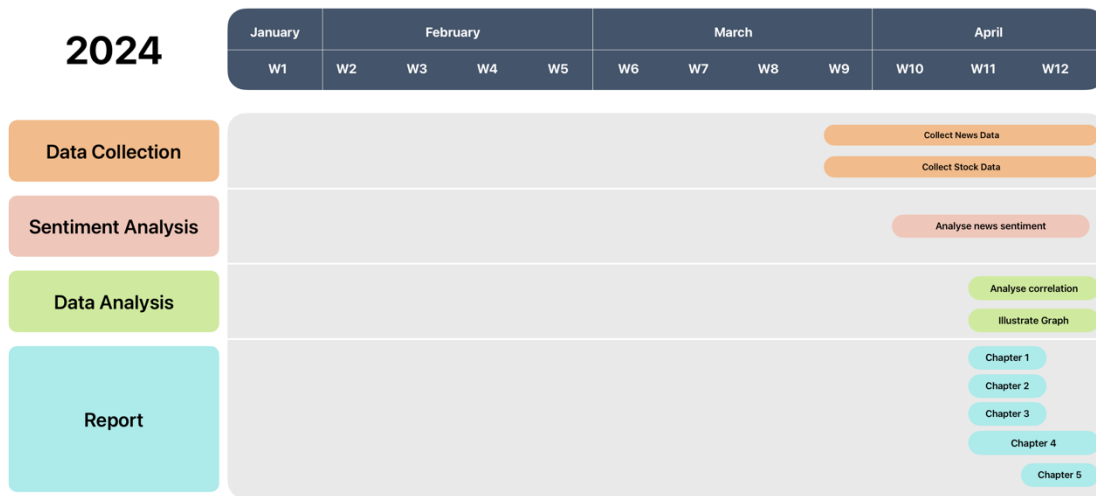 2024
January February March April
W1 W2 W3 W4 W5 W6 W7 W8 W9 W10 W11 W12
Data Collection
Collect News Data
Collect Stock Data
Sentiment Analysis
Analyse news sentiment
Data Analysis
Analyse correlation
Illustrate Graph
Report
Chapter 1
Chapter 2
Chapter 3
Chapter 4
Chapter 5